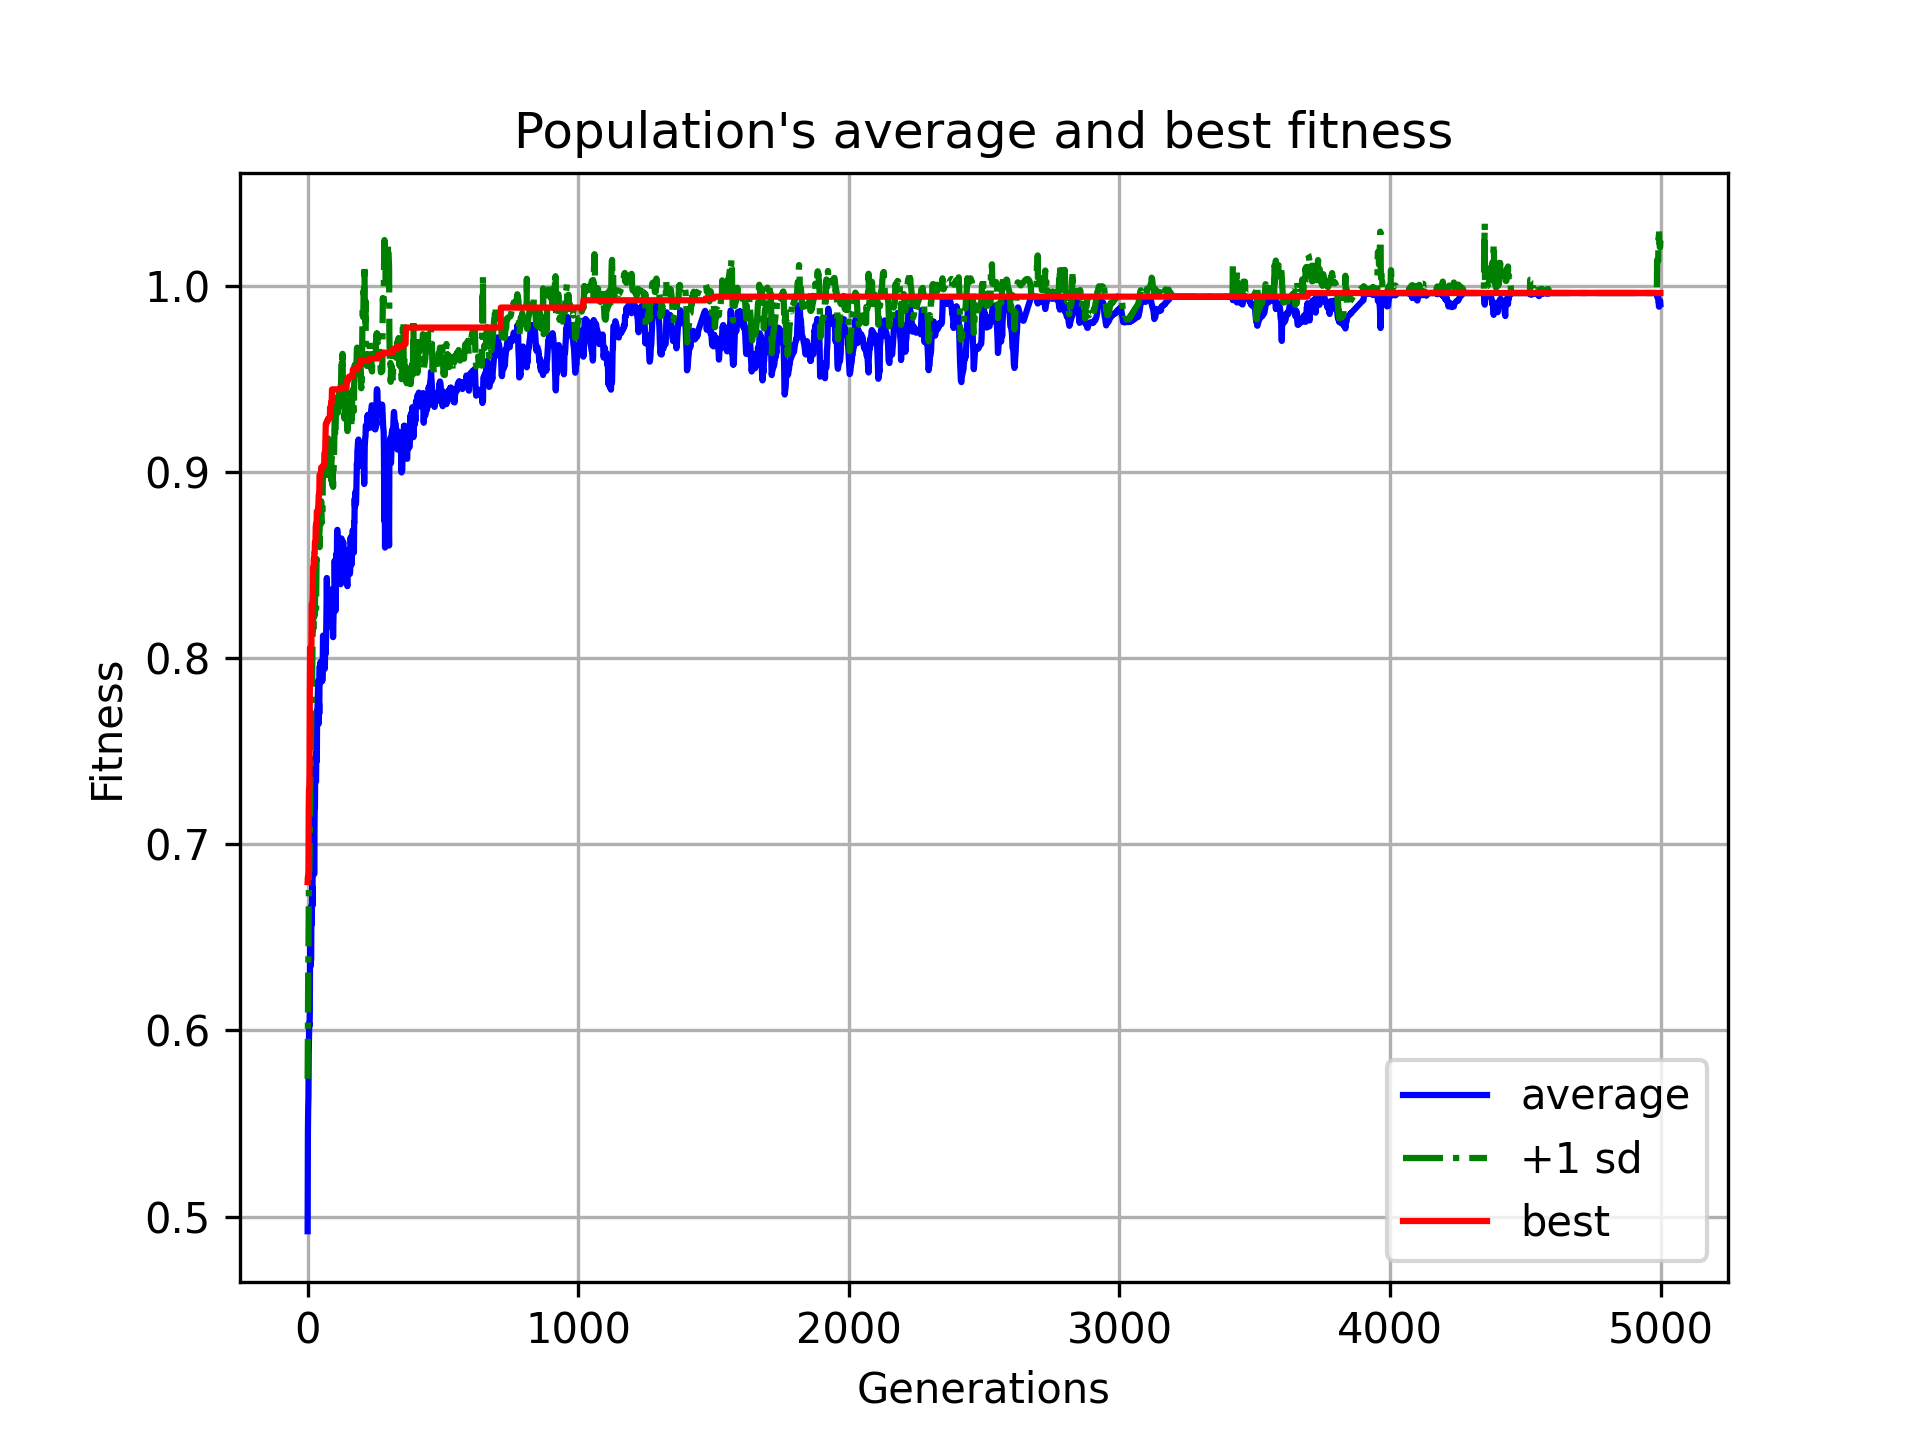 Population's average and best fitness
Fitness
1.0
0.9
0.8
0.7
0.6
0.5
0 1000 2000 3000 4000 5000
Generations
average
+1 sd
best